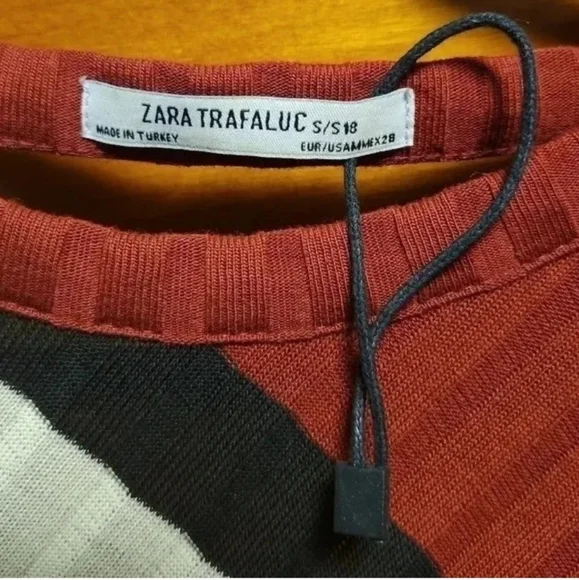 ZARA TRAFALUC S/S18
MADE IN TURKEY
EUR/USAMMEX28